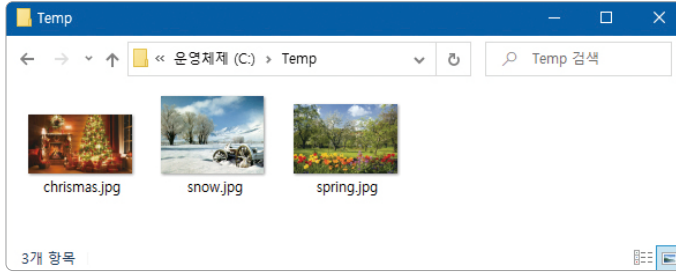 Temp
« 운영체제 (C:) › Temp
Temp 검색
chrismas.jpg
snow.jpg
spring.jpg
3개 항목